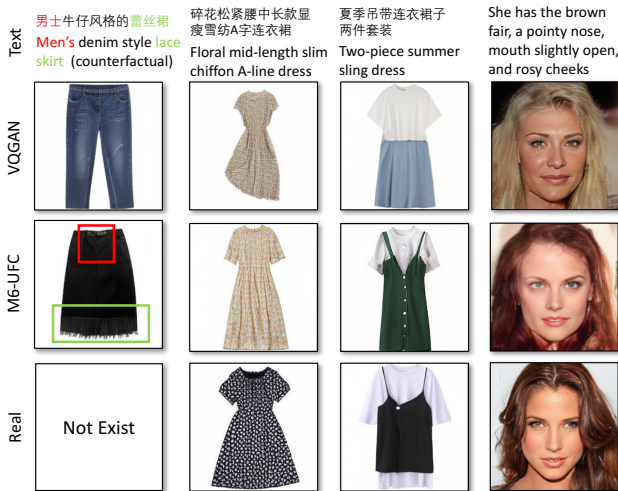 Text
男士牛仔风格的蕾丝裙
Men's denim style lace
skirt (counterfactual)
碎花松紧腰中长款显
瘦雪纺A字连衣裙
Floral mid-length slim
chiffon A-line dress
夏季吊带连衣裙子
两件套装
Two-piece summer
sling dress
She has the brown
fair, a pointy nose,
mouth slightly open,
and rosy cheeks
VQGAN
M6-UFC
Real
Not Exist